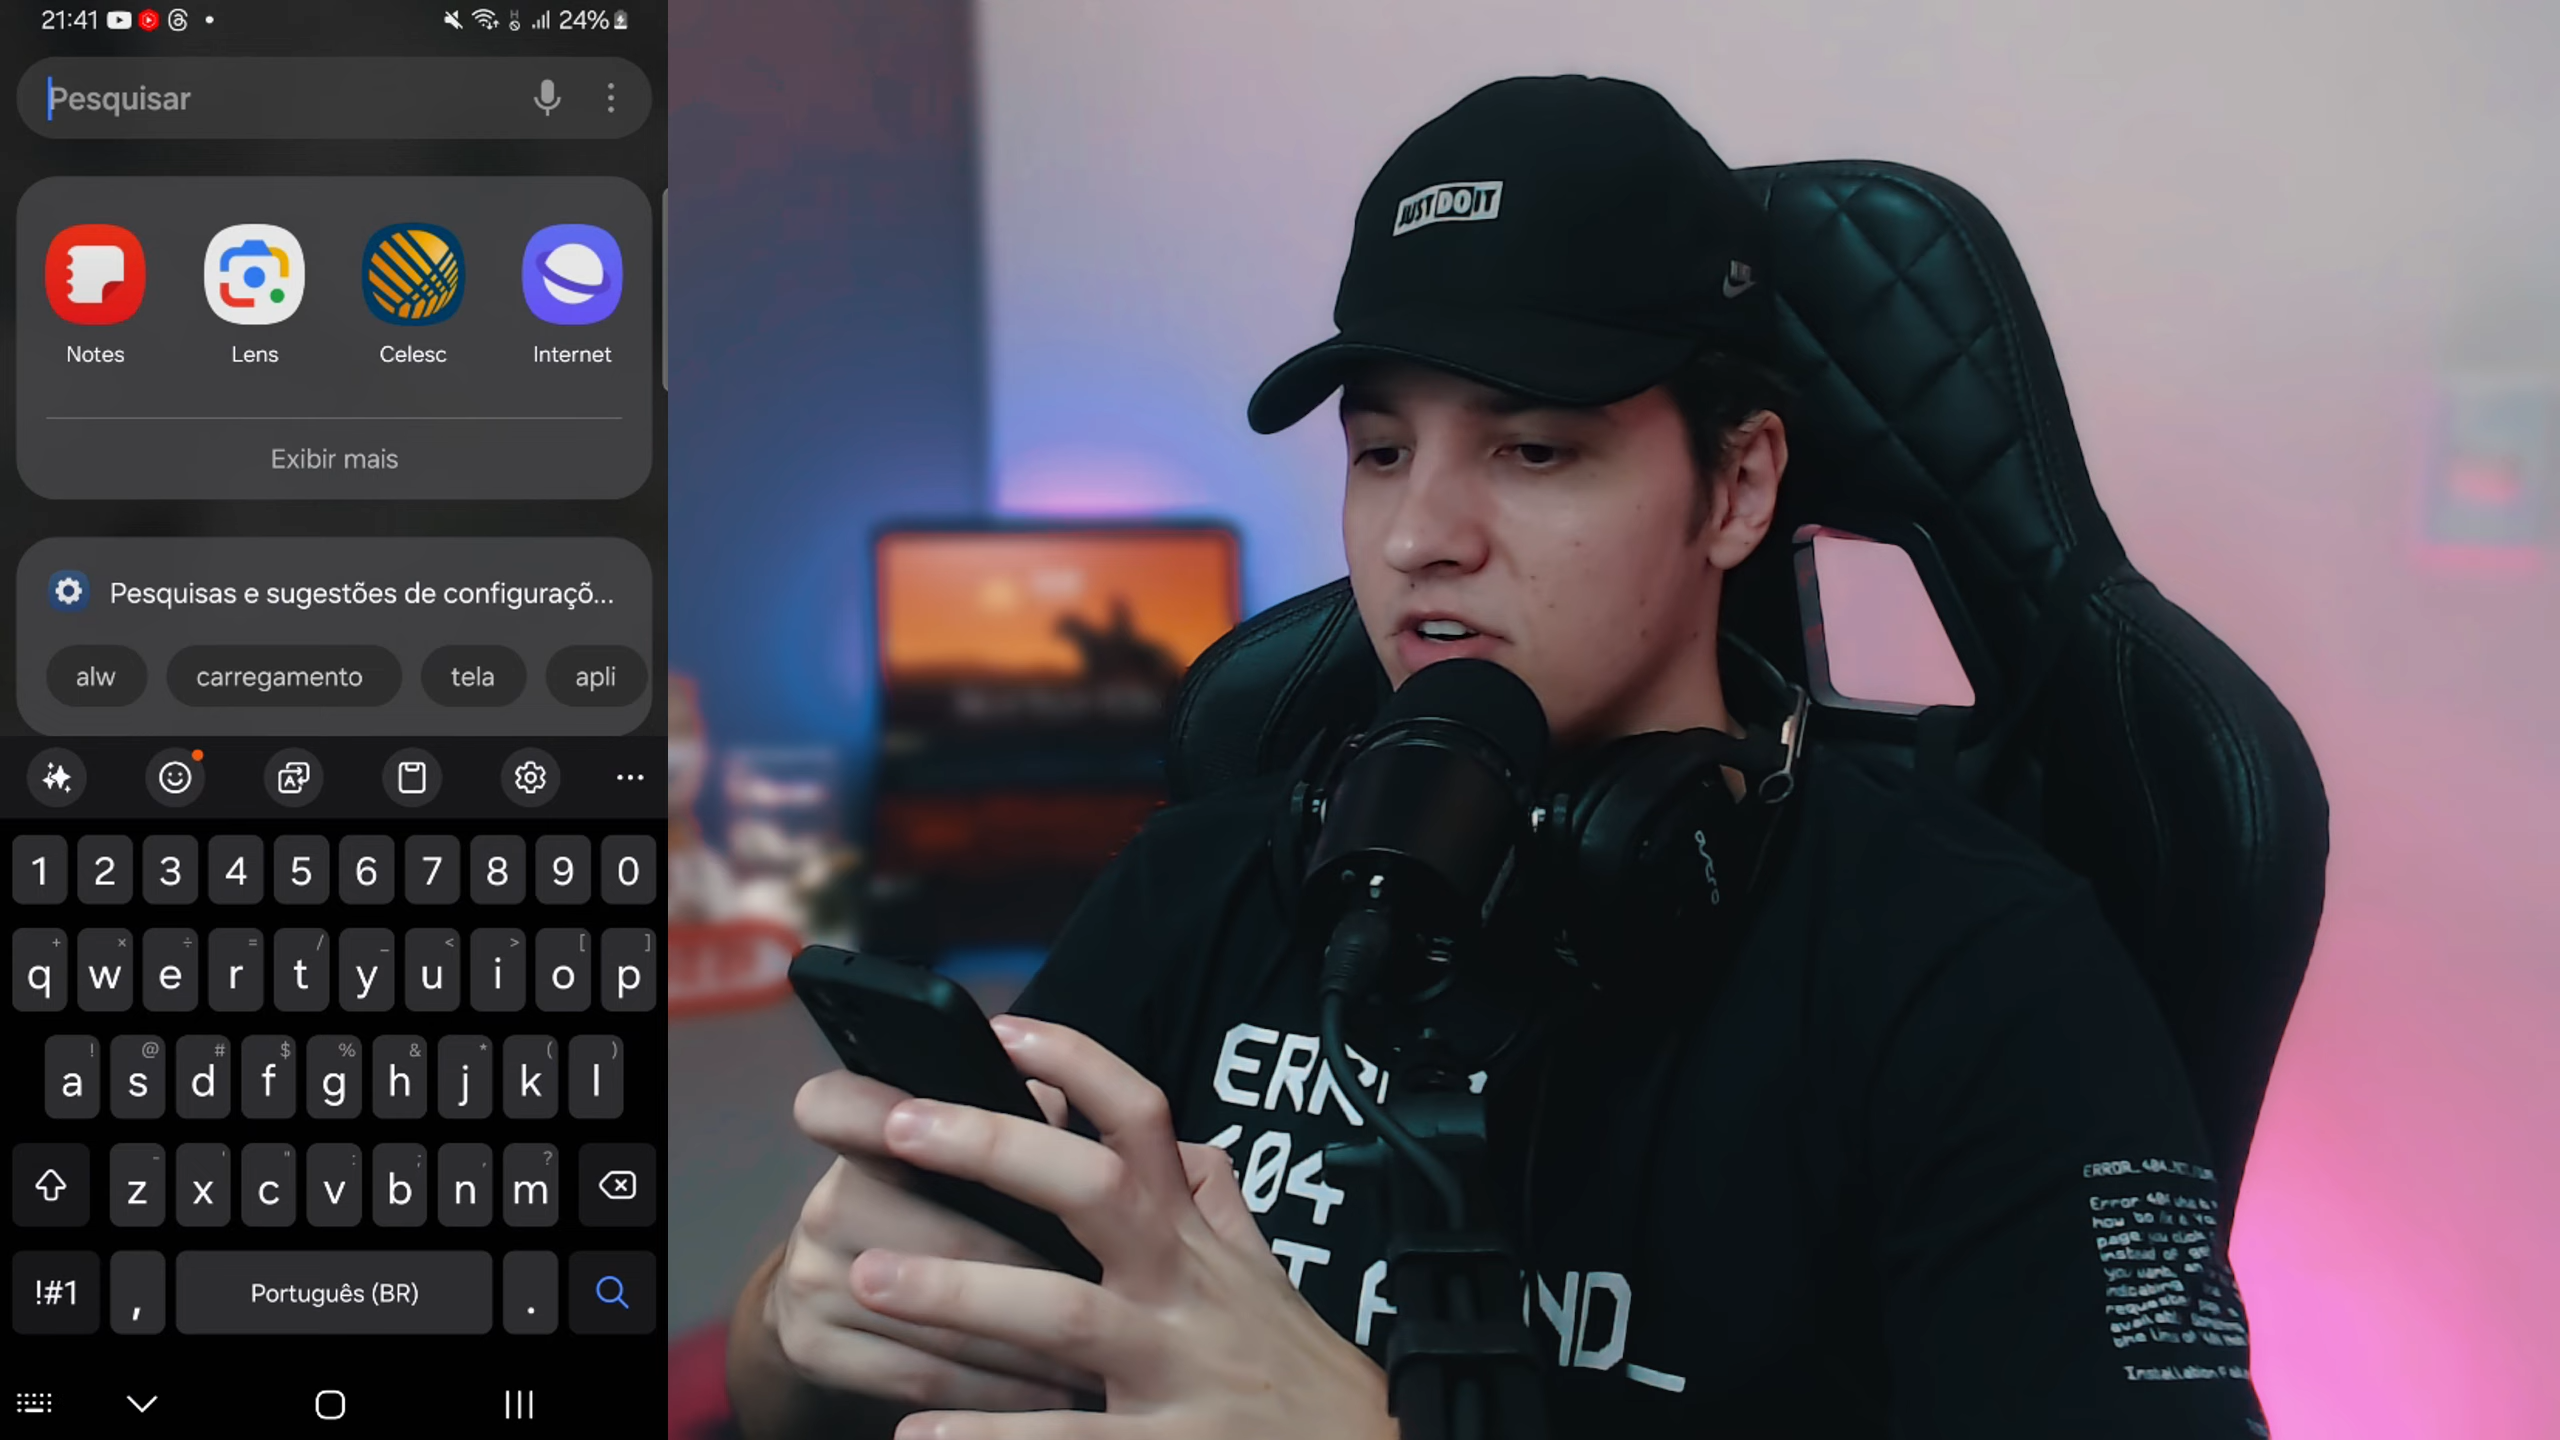 21:41
24%
Pesquisar
Notes
Lens
Celesc
Internet
Exibir mais
Pesquisas e sugestões de configuraçõ...
alw
carregamento
tela
apli
1 2 3 4 5 6 7 8 9 0
+ × ÷ = / _ < > [ ]
q w e r t y u i o p
! @ # $ % & * ( )
a s d f g h j k l
- ' " : ; , ?
z x c v b n m
!#1 , Português (BR) .
JUST DO IT
404
ND_